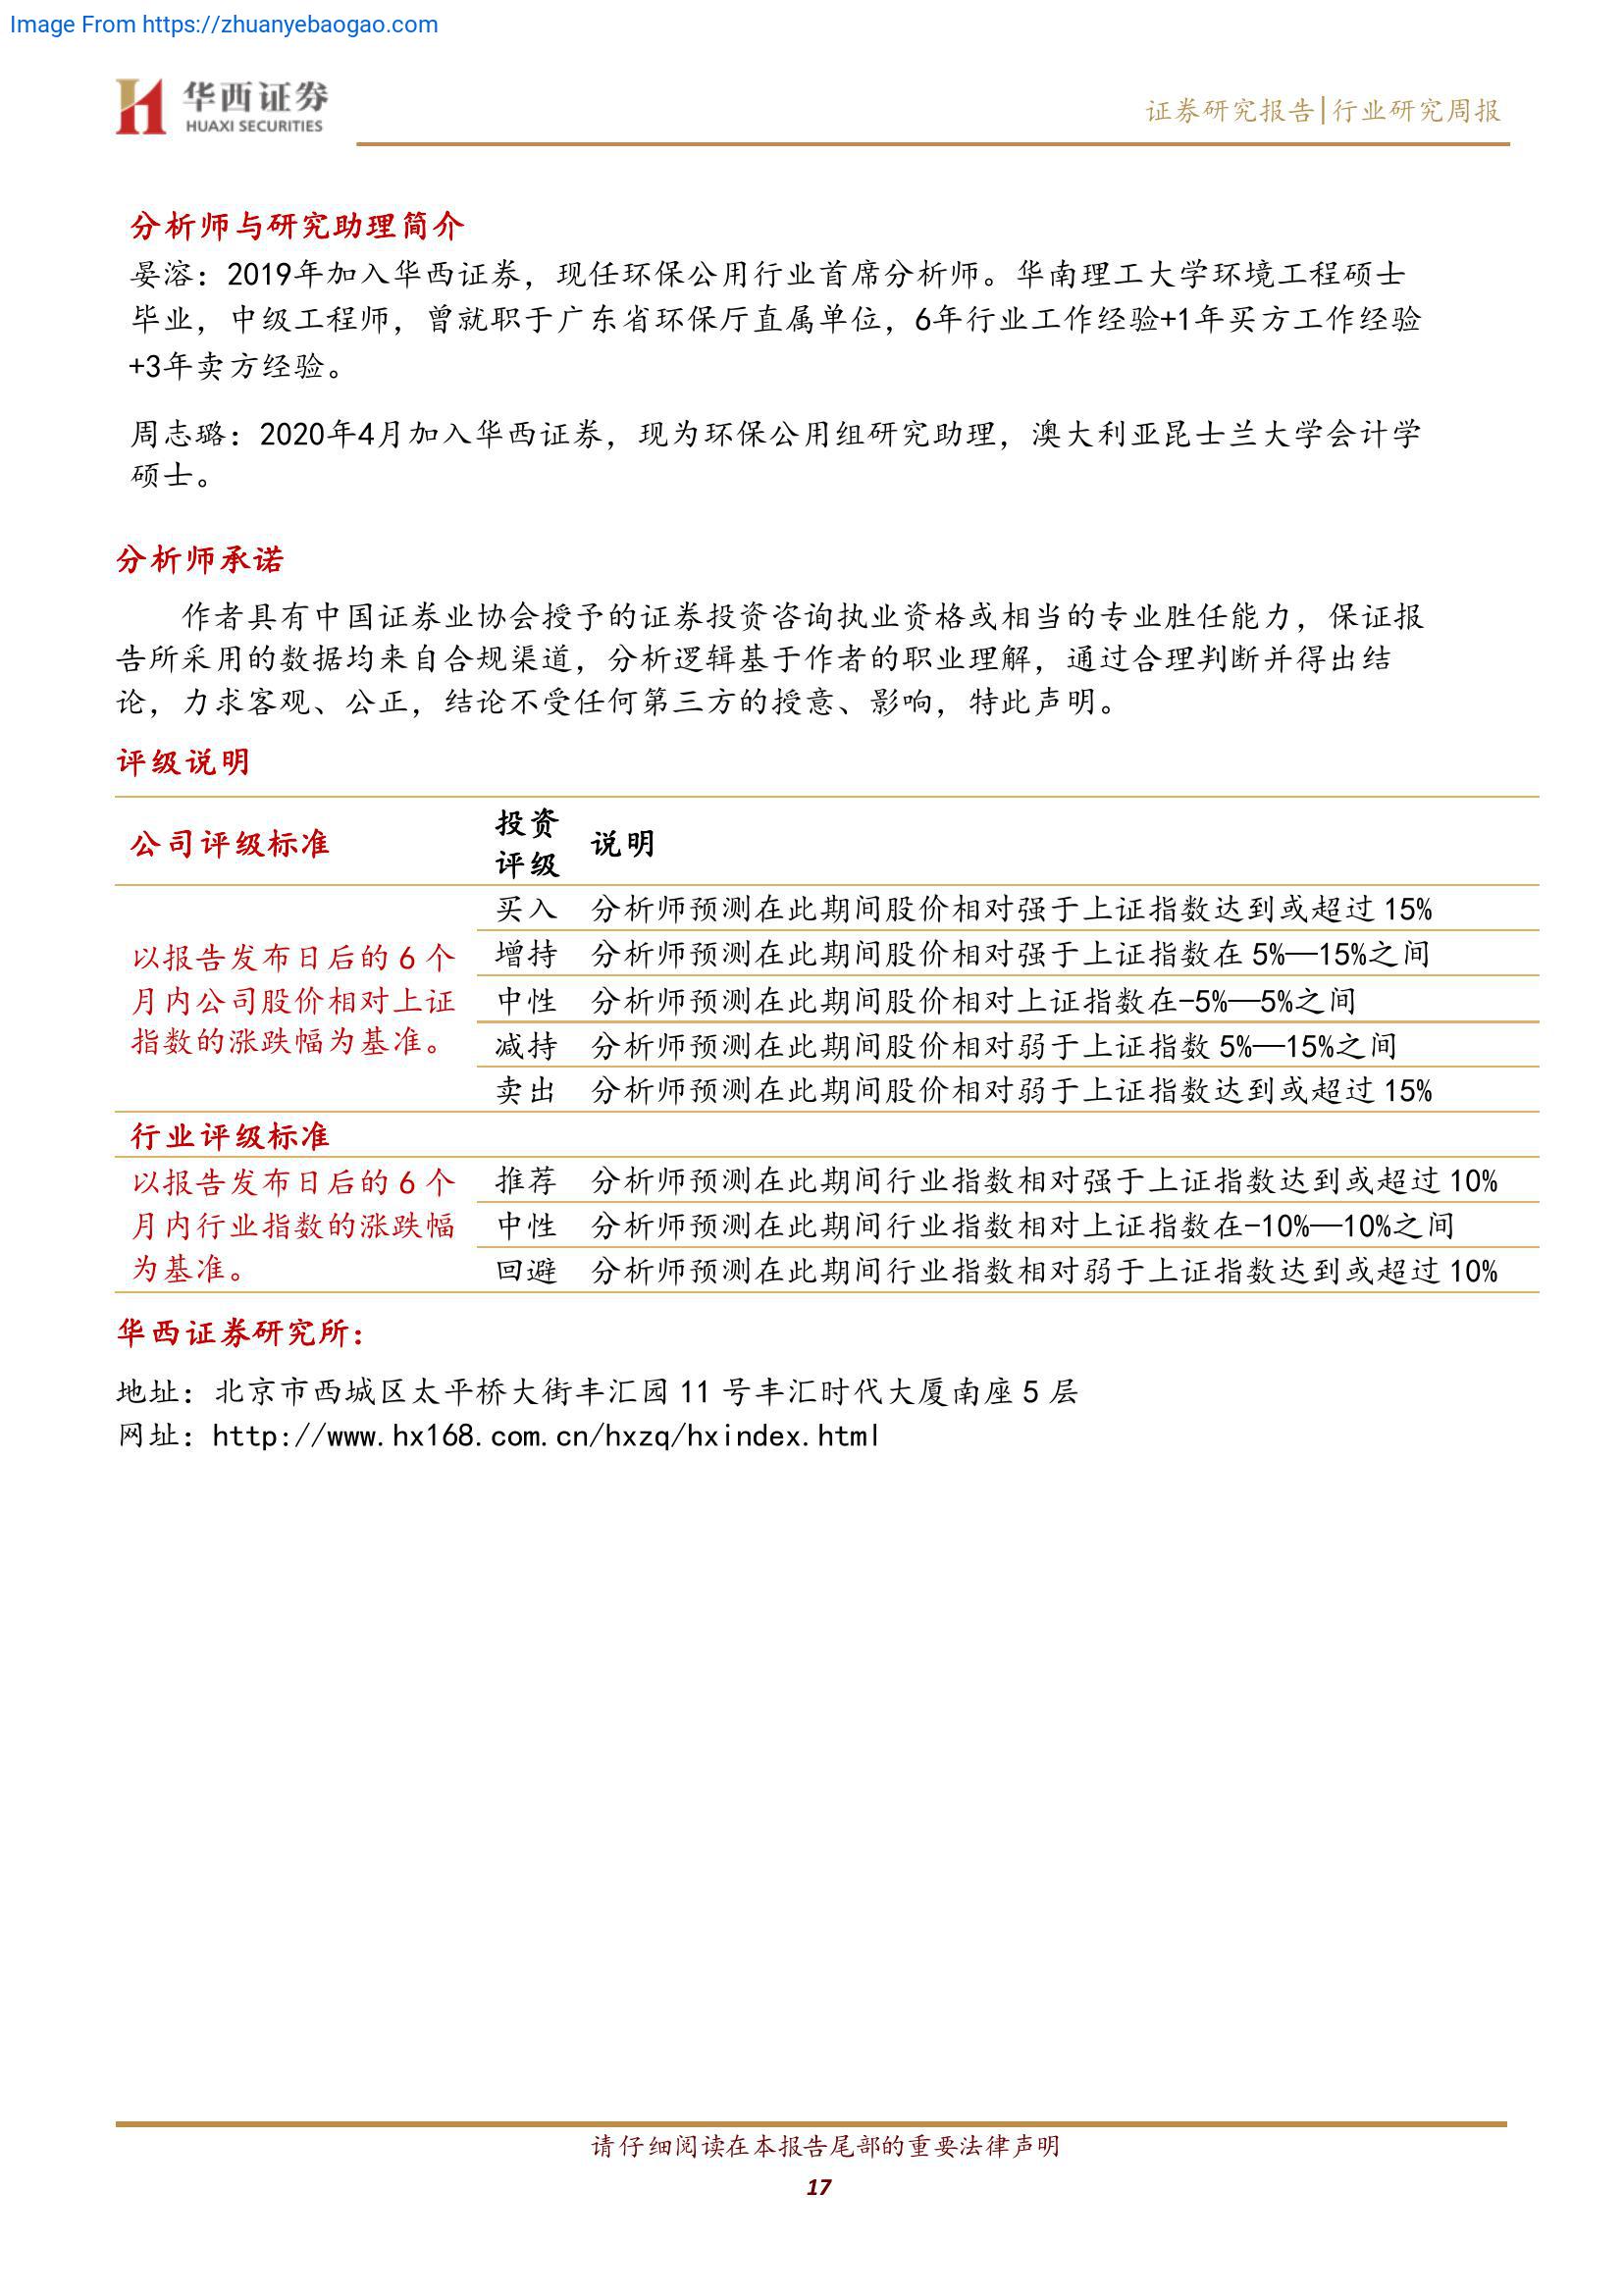 Image From https://zhuanyebaogao.com
华西证券
HUAXI SECURITIES
证券研究报告|行业研究周报
分析师与研究助理简介
晏溶：2019年加入华西证券，现任环保公用行业首席分析师。华南理工大学环境工程硕士
毕业，中级工程师，曾就职于广东省环保厅直属单位，6年行业工作经验+1年买方工作经验
+3年卖方经验。
周志璐：2020年4月加入华西证券，现为环保公用组研究助理，澳大利亚昆士兰大学会计学
硕士。
分析师承诺
作者具有中国证券业协会授予的证券投资咨询执业资格或相当的专业胜任能力，保证报
告所采用的数据均来自合规渠道，分析逻辑基于作者的职业理解，通过合理判断并得出结
论，力求客观、公正，结论不受任何第三方的授意、影响，特此声明。
评级说明
公司评级标准
投资
评级
说明
以报告发布日后的 6 个
月内公司股价相对上证
指数的涨跌幅为基准。
买入 分析师预测在此期间股价相对强于上证指数达到或超过 15%
增持 分析师预测在此期间股价相对强于上证指数在 5%—15%之间
中性 分析师预测在此期间股价相对上证指数在-5%—5%之间
减持 分析师预测在此期间股价相对弱于上证指数 5%—15%之间
卖出 分析师预测在此期间股价相对弱于上证指数达到或超过 15%
行业评级标准
以报告发布日后的 6 个
月内行业指数的涨跌幅
为基准。
推荐 分析师预测在此期间行业指数相对强于上证指数达到或超过 10%
中性 分析师预测在此期间行业指数相对上证指数在-10%—10%之间
回避 分析师预测在此期间行业指数相对弱于上证指数达到或超过 10%
华西证券研究所：
地址：北京市西城区太平桥大街丰汇园 11 号丰汇时代大厦南座 5 层
网址：http://www.hx168.com.cn/hxzq/hxindex.html
请仔细阅读在本报告尾部的重要法律声明
17